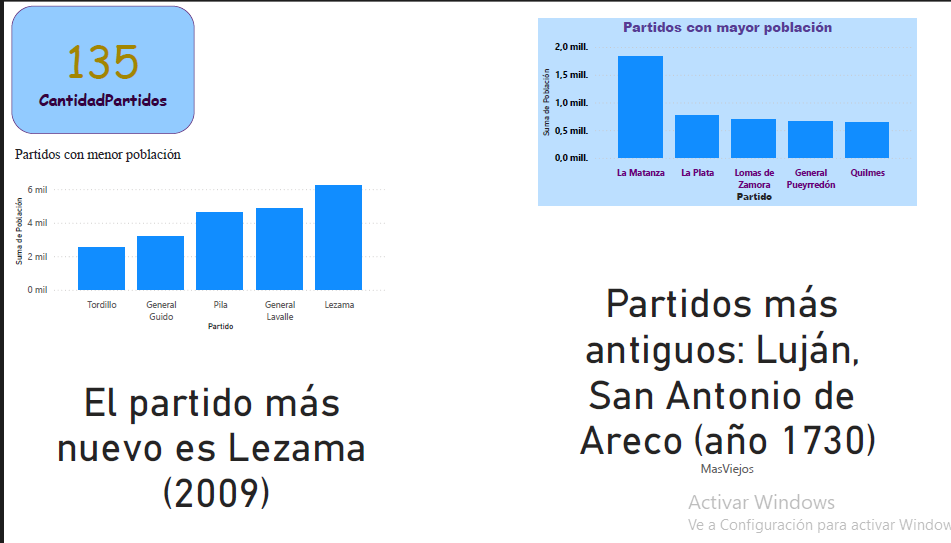 135
CantidadPartidos
Partidos con menor población
6 mil
4 mil
2 mil
0 mil
Suma de Población
Tordillo
General
Guido
Pila
General
Lavalle
Lezama
Partido
El partido más
nuevo es Lezama
(2009)
Partidos con mayor población
2,0 mill.
1,5 mill.
1,0 mill.
0,5 mill.
0,0 mill.
Suma de Población
La Matanza
La Plata
Lomas de
Zamora
General
Pueyrredón
Quilmes
Partido
Partidos más
antiguos: Luján,
San Antonio de
Areco (año 1730)
MasViejos
Activar Windows
Ve a Configuración para activar Window